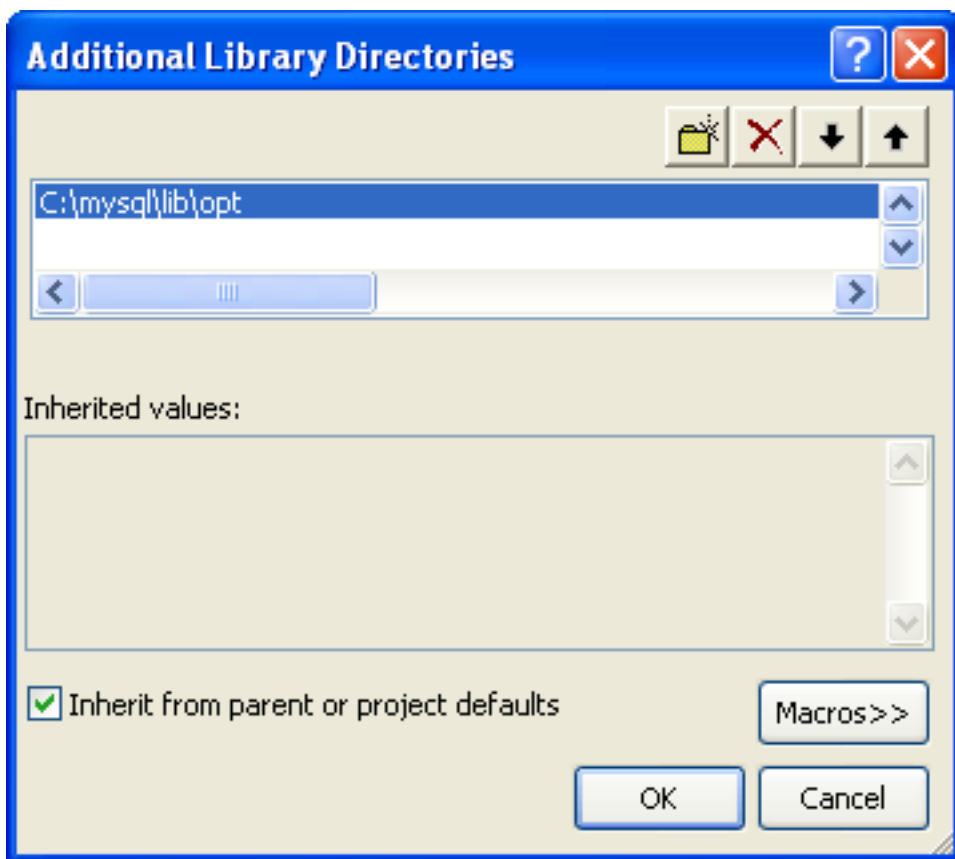 Additional Library Directories
C:\mysql\lib\opt
Inherited values:
Inherit from parent or project defaults
Macros>>
OK
Cancel